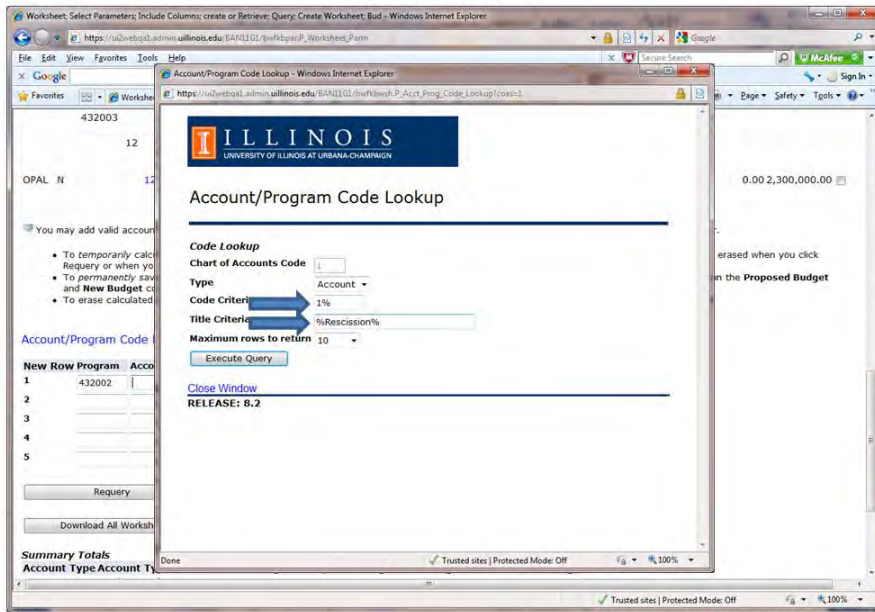 Worksheet; Select Parameters; Include Columns; create or Retrieve; Query; Create Worksheet; Bud - Windows Internet Explorer
https://ui2webqa1.admin.uillinois.edu/BAN11G1/bwfkbpar.P_Worksheet_Parm
Google
File Edit View Favorites Tools Help
Secure Search
McAfee
Google
Sign In
Favorites
Workshe
Page Safety Tools
432003
12
OPAL N 12
0.00 2,300,000.00
You may add valid accoun
r.
To temporarily calc
erased when you click
Requery or when yo
To permanently sav
n the Proposed Budget
and New Budget co
To erase calculated
Account/Program Code
New Row Program Acco
1 432002
2
3
4
5
Requery
Download All Worksh
Summary Totals
Account Type Account Ty
Account/Program Code Lookup - Windows Internet Explorer
https://ui2webqa1.admin.uillinois.edu/BAN11G1/bwfkbwsh.P_Acct_Prog_Code_Lookup?coas=1
I ILLINOIS
UNIVERSITY OF ILLINOIS AT URBANA-CHAMPAIGN
Account/Program Code Lookup
Code Lookup
Chart of Accounts Code 1
Type Account
Code Criteri 1%
Title Criteria %Rescission%
Maximum rows to return 10
Execute Query
Close Window
RELEASE: 8.2
Done
Trusted sites | Protected Mode: Off
100%
Trusted sites | Protected Mode: Off
100%